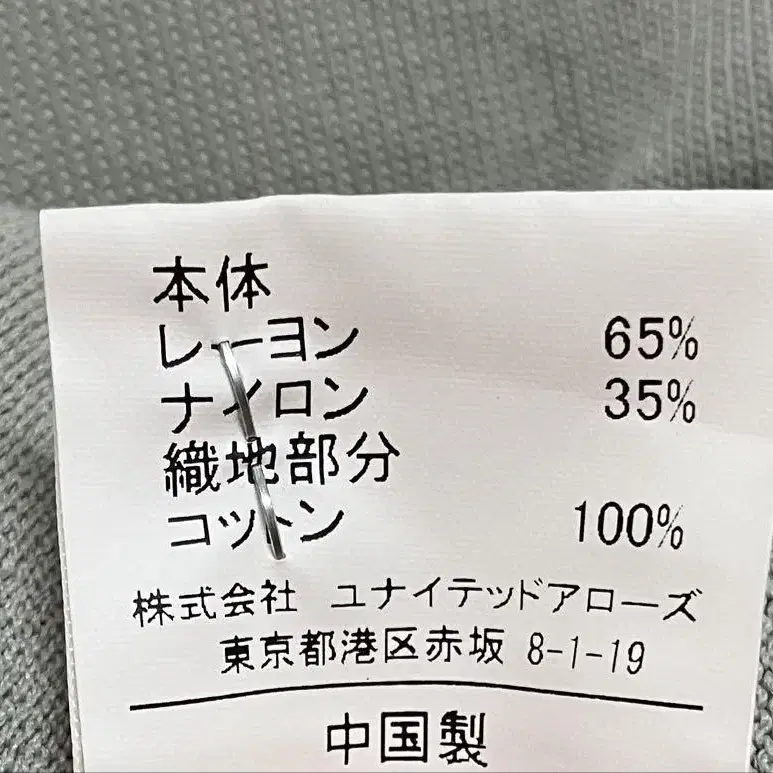 本体
レーヨン 65%
ナイロン 35%
織地部分
コットン 100%
株式会社 ユナイテッドアローズ
東京都港区赤坂 8-1-19
中国製